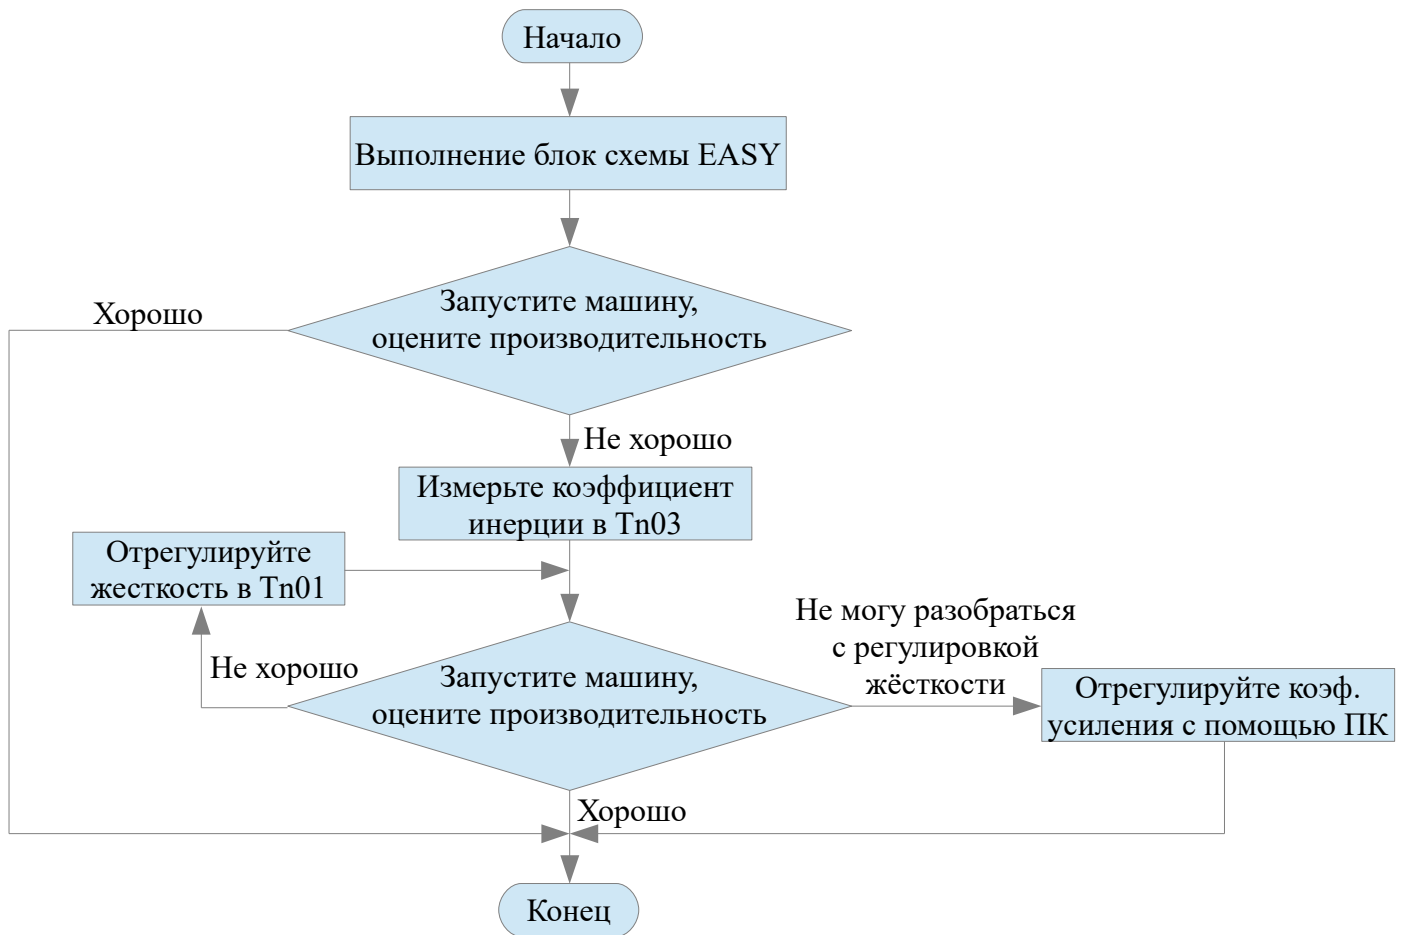 Начало
Выполнение блок схемы EASY
Запустите машину,
оцените производительность
Хорошо
Не хорошо
Измерьте коэффициент
инерции в Tn03
Отрегулируйте
жесткость в Tn01
Не хорошо
Запустите машину,
оцените производительность
Не могу разобраться
с регулировкой
жёсткости
Отрегулируйте коэф.
усиления с помощью ПК
Хорошо
Конец